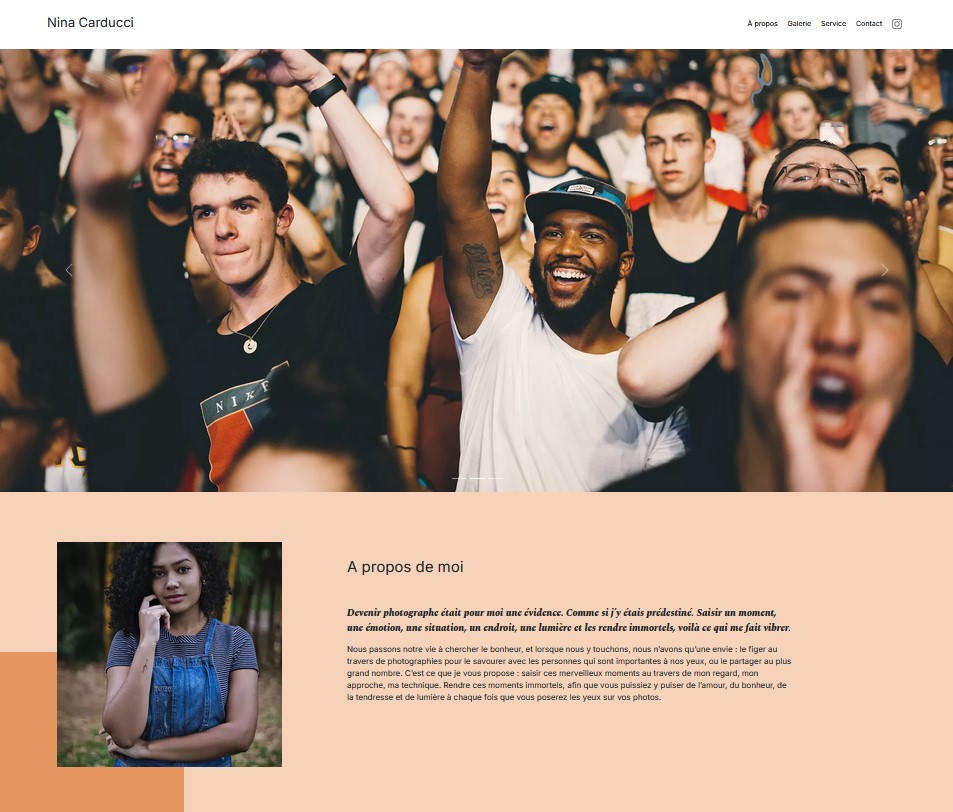 Nina Carducci
À propos Galerie Service Contact
NIKE
A propos de moi
Devenir photographe était pour moi une évidence. Comme si j'y étais prédestiné. Saisir un moment,
une émotion, une situation, un endroit, une lumière et les rendre immortels, voilà ce qui me fait vibrer.
Nous passons notre vie à chercher le bonheur, et lorsque nous y touchons, nous n'avons qu'une envie : le figer au
travers de photographies pour le savourer avec les personnes qui sont importantes à nos yeux, ou le partager au plus
grand nombre. C'est ce que je vous propose : saisir ces merveilleux moments au travers de mon regard, mon
approche, ma technique. Rendre ces moments immortels, afin que vous puissiez y puiser de l'amour, du bonheur, de
la tendresse et de lumière à chaque fois que vous poserez les yeux sur vos photos.